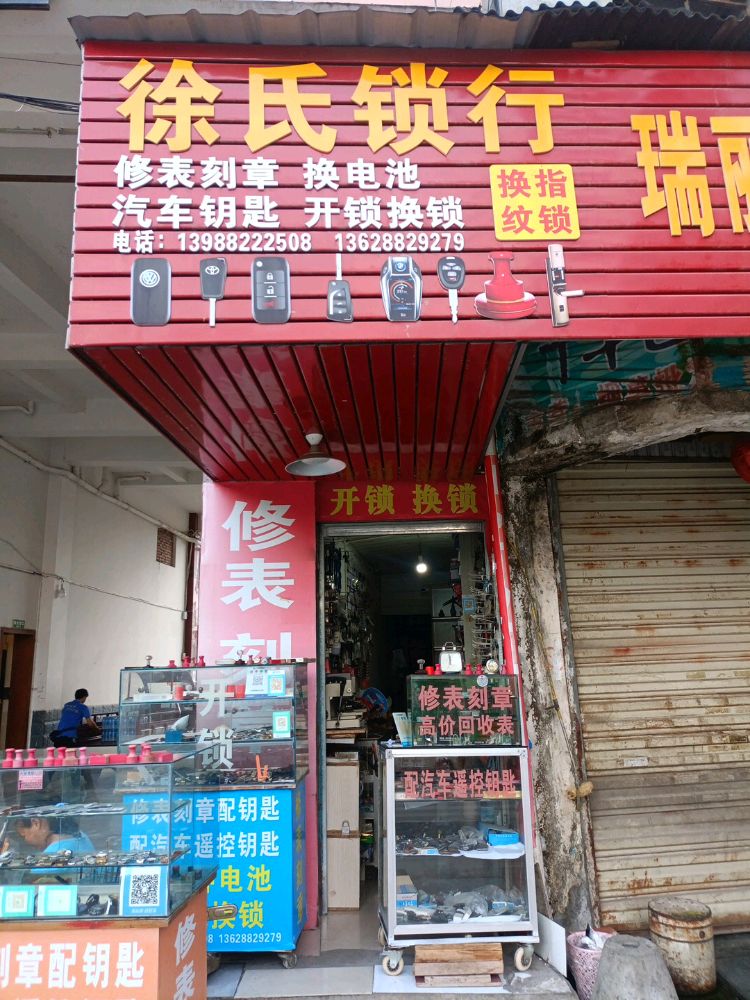 徐氏锁行
修表刻章 换电池
汽车钥匙 开锁换锁
电话：13988222508 13628829279
换指
纹锁
瑞丽
开锁 换锁
修表刻
开锁
修表刻章
高价回收表
配汽车遥控钥匙
修表刻章配钥匙
配汽车遥控钥匙
电池
换锁
13628829279
刻章配钥匙
修表